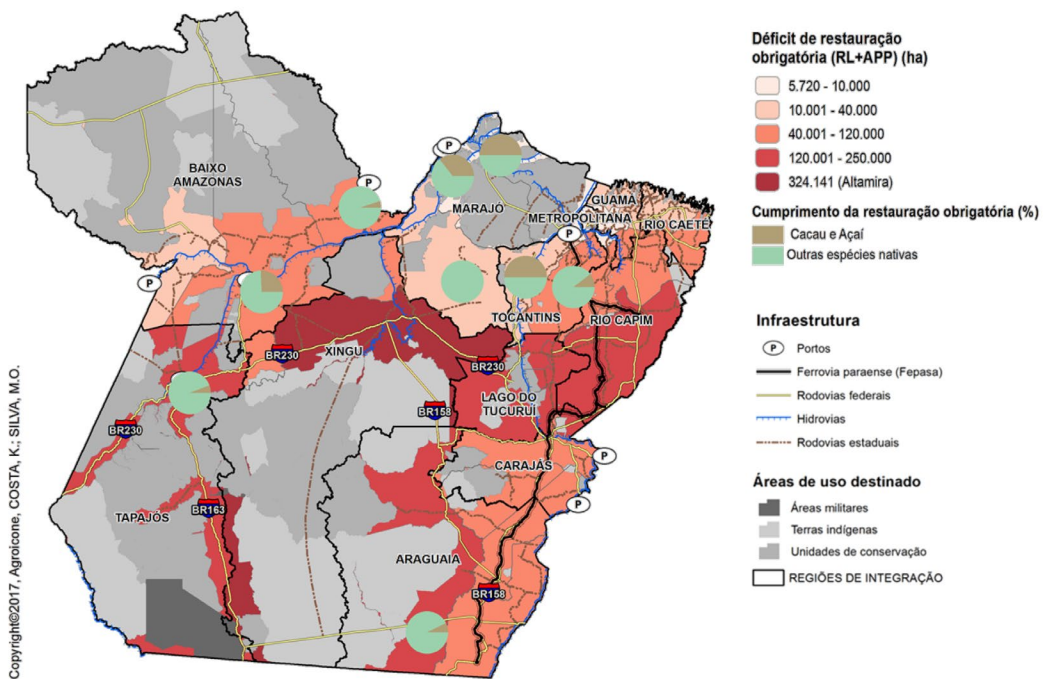 BAIXO
AMAZONAS
MARAJÓ
GUAMA
METROPOLITANA
RIO CAETÉ
TOCANTINS
RIO CAPIM
XINGU
LAGO DO
TUCURUÍ
CARAJÁS
TAPAJÓS
ARAGUAIA
BR230
BR230
BR158
BR230
BR163
BR158
P
P
P
P
P
P
Copyright©2017, Agroicone, COSTA, K.; SILVA, M.O.
Déficit de restauração
obrigatória (RL+APP) (ha)
5.720 - 10.000
10.001 - 40.000
40.001 - 120.000
120.001 - 250.000
324.141 (Altamira)
Cumprimento da restauração obrigatória (%)
Cacau e Açaí
Outras espécies nativas
Infraestrutura
P Portos
Ferrovia paraense (Fepasa)
Rodovias federais
Hidrovias
Rodovias estaduais
Áreas de uso destinado
Áreas militares
Terras indígenas
Unidades de conservação
REGIÕES DE INTEGRAÇÃO